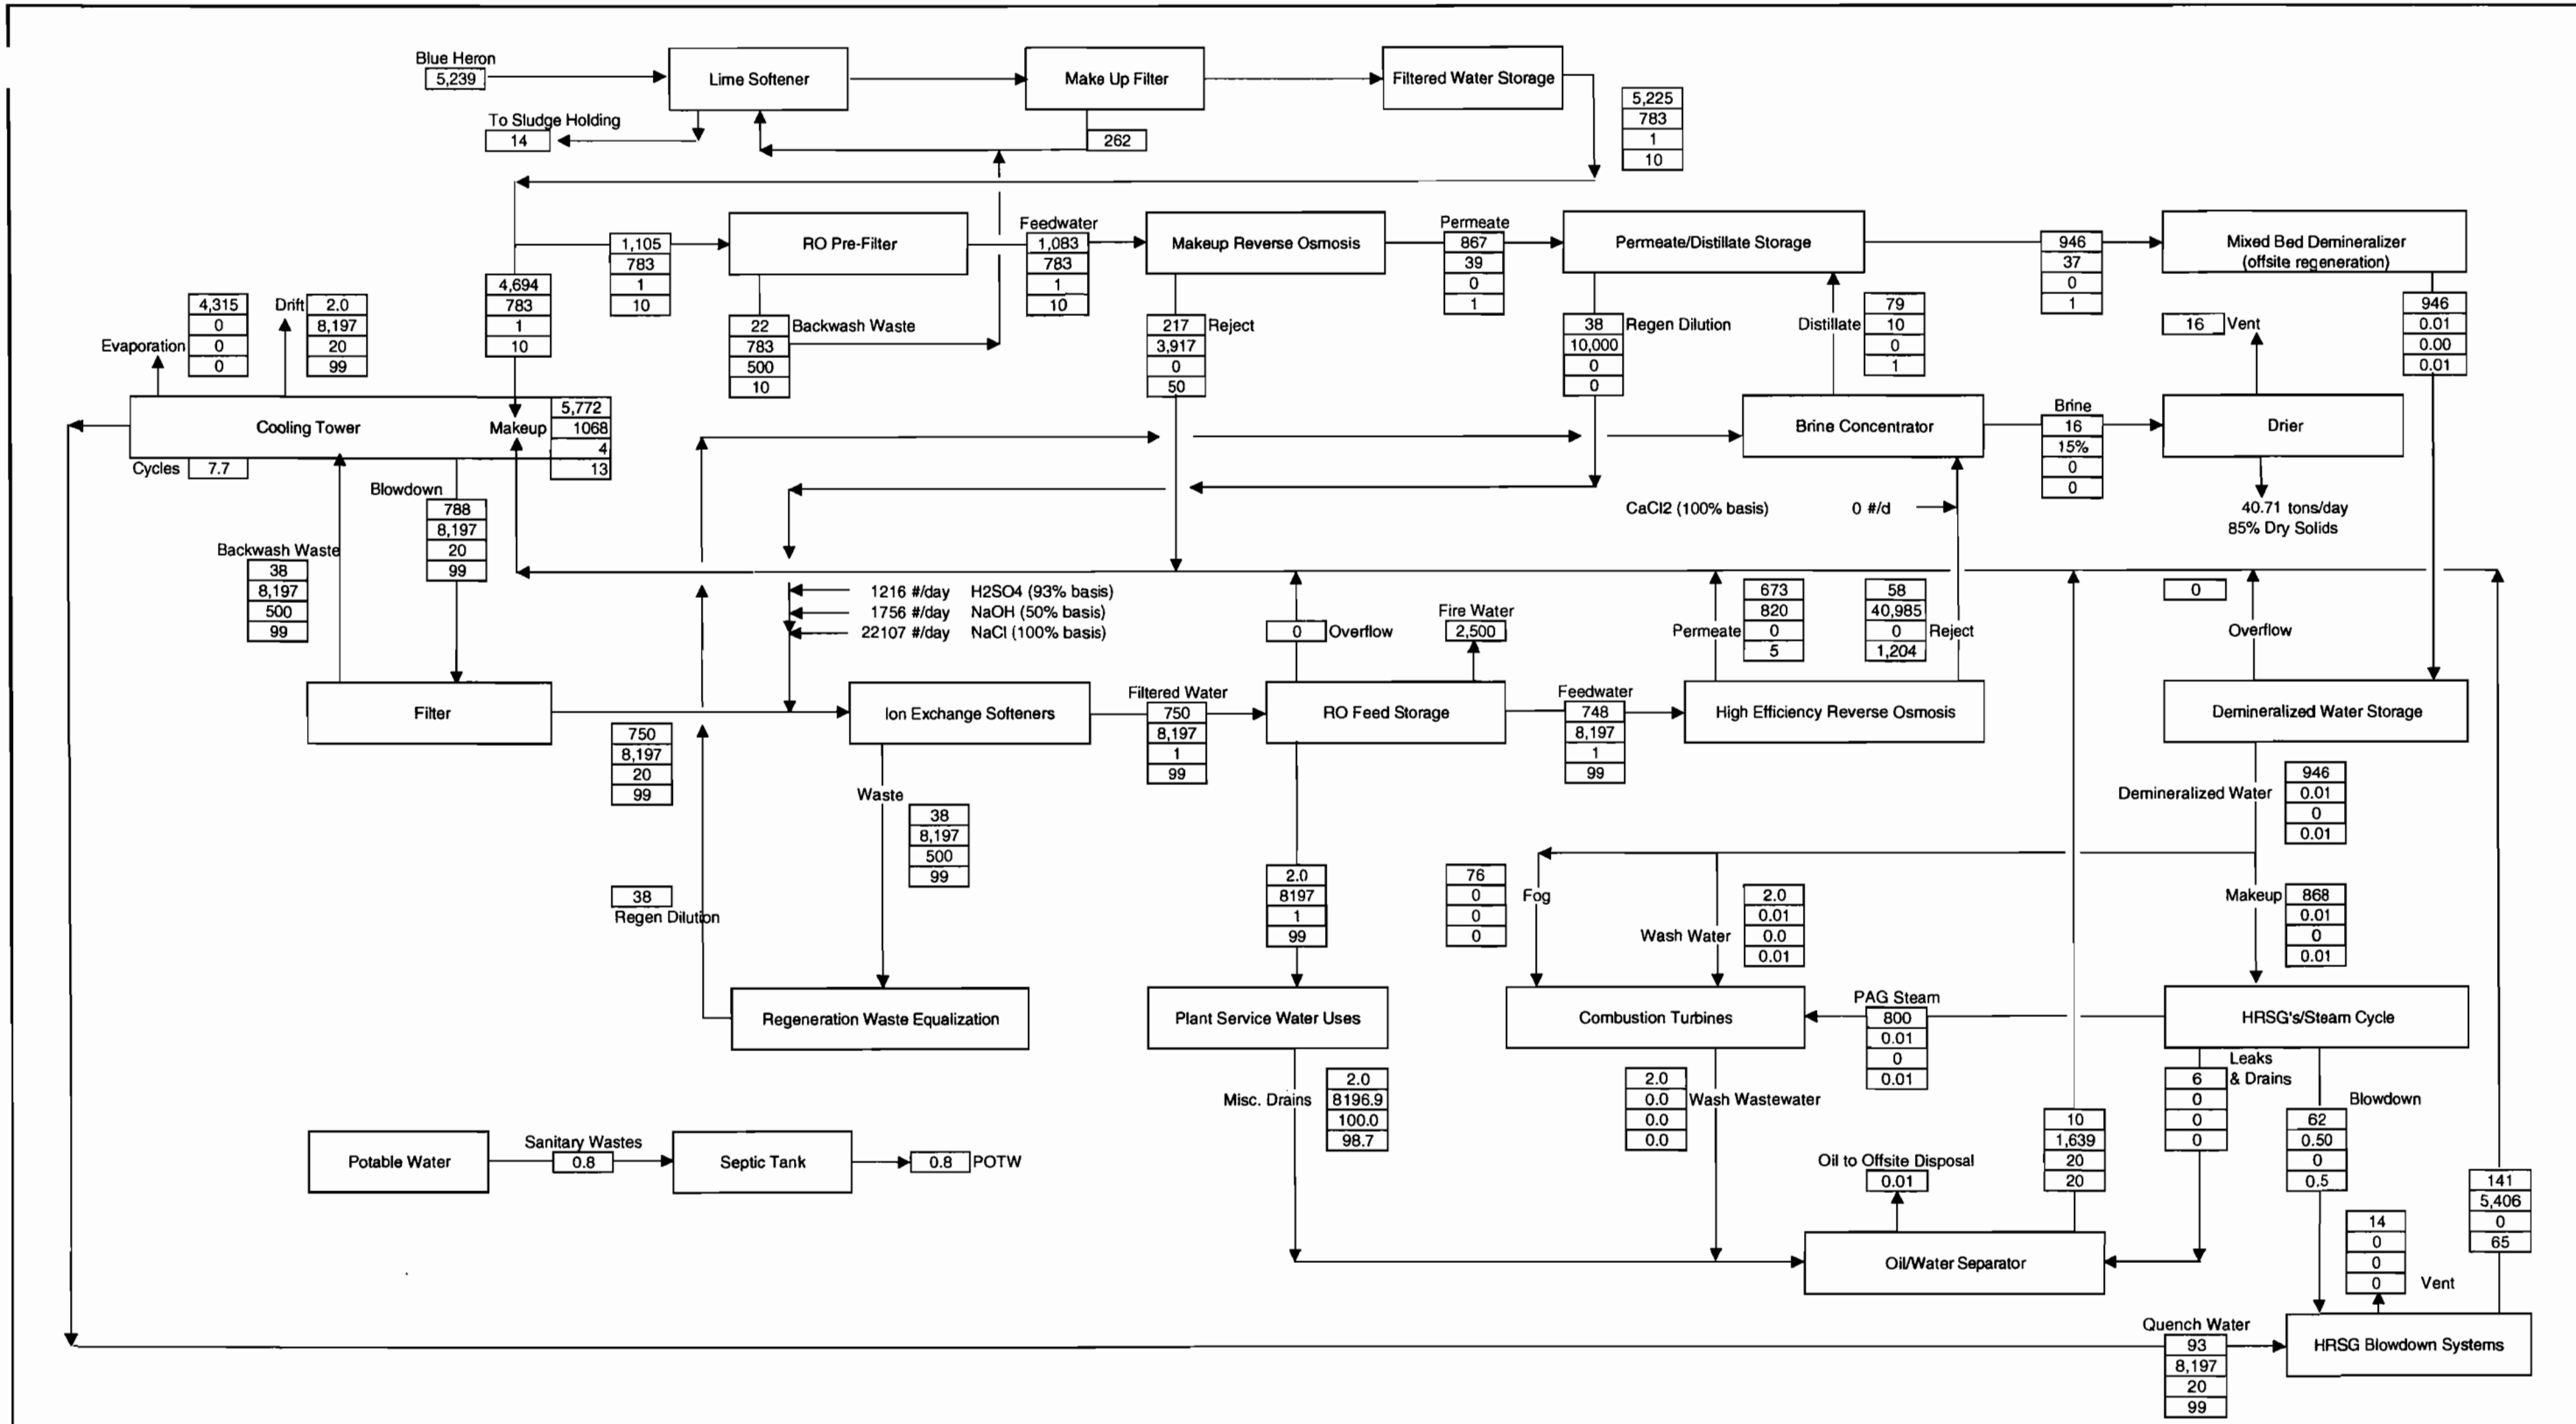 Blue Heron
5,239
Lime Softener
Make Up Filter
Filtered Water Storage
To Sludge Holding
14
262
5,225
783
1
10
1,105
783
1
10
RO Pre-Filter
Feedwater
1,083
783
1
10
Makeup Reverse Osmosis
Permeate
867
39
0
1
Permeate/Distillate Storage
946
37
0
1
Mixed Bed Demineralizer
(offsite regeneration)
4,694
783
1
10
Evaporation
4,315
0
0
0
Drift
2.0
8,197
20
99
22
783
500
10
Backwash Waste
217
3,917
0
50
Reject
38
10,000
0
0
Regen Dilution
Distillate
79
10
0
1
16
Vent
946
0.01
0.00
0.01
Cooling Tower
Makeup
5,772
1068
4
13
Cycles
7.7
Brine Concentrator
Brine
16
15%
0
0
Drier
Blowdown
788
8,197
20
99
CaCl2 (100% basis)
0 #/d
40.71 tons/day
85% Dry Solids
Backwash Waste
38
8,197
500
99
1216 #/day H2SO4 (93% basis)
1756 #/day NaOH (50% basis)
22107 #/day NaCl (100% basis)
0
Overflow
Fire Water
2,500
Permeate
673
820
0
5
58
40,985
0
1,204
Reject
0
Overflow
Filter
750
8,197
20
99
Ion Exchange Softeners
Filtered Water
750
8,197
1
99
RO Feed Storage
Feedwater
748
8,197
1
99
High Efficiency Reverse Osmosis
Demineralized Water Storage
Waste
38
8,197
500
99
Demineralized Water
946
0.01
0
0.01
38
Regen Dilution
2.0
8197
1
99
76
0
0
0
Fog
Wash Water
2.0
0.01
0.0
0.01
Makeup
868
0.01
0
0.01
Regeneration Waste Equalization
Plant Service Water Uses
Combustion Turbines
PAG Steam
800
0.01
0
0.01
HRSG's/Steam Cycle
Misc. Drains
2.0
8196.9
100.0
98.7
2.0
0.0
0.0
0.0
Wash Wastewater
Leaks
& Drains
6
0
0
0
Blowdown
62
0.50
0
0.5
10
1,639
20
20
Potable Water
Sanitary Wastes
0.8
Septic Tank
0.8
POTW
Oil to Offsite Disposal
0.01
141
5,406
0
65
14
0
0
0
Vent
Oil/Water Separator
Quench Water
93
8,197
20
99
HRSG Blowdown Systems